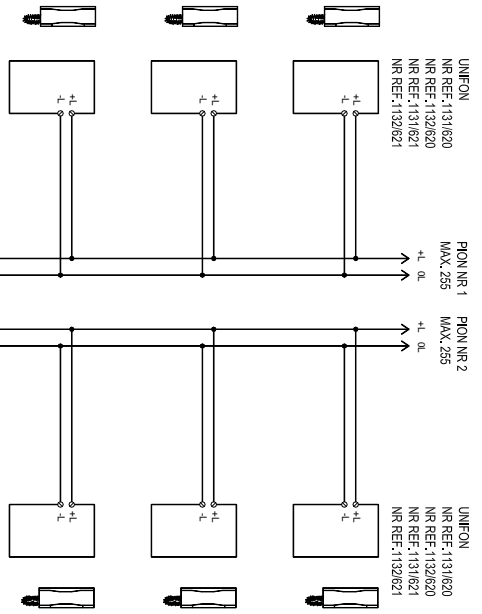 UNIFON
NR REF.1131/620
NR REF.1132/620
NR REF.1131/621
NR REF.1132/621
PION NR 1
MAX. 255
PION NR 2
MAX. 255
UNIFON
NR REF.1131/620
NR REF.1132/620
NR REF.1131/621
NR REF.1132/621
+L
0L
+L
0L
+L
-L
+L
-L
+L
-L
+L
-L
+L
-L
+L
-L